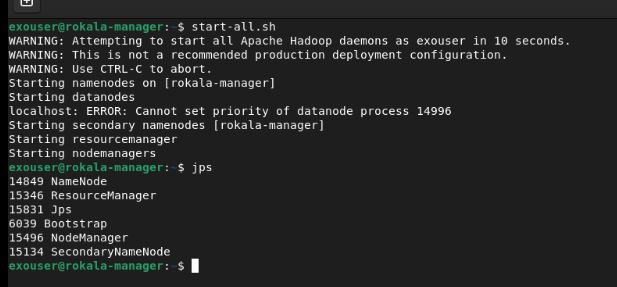 exouser@rokala-manager:~$ start-all.sh
WARNING: Attempting to start all Apache Hadoop daemons as exouser in 10 seconds.
WARNING: This is not a recommended production deployment configuration.
WARNING: Use CTRL-C to abort.
Starting namenodes on [rokala-manager]
Starting datanodes
localhost: ERROR: Cannot set priority of datanode process 14996
Starting secondary namenodes [rokala-manager]
Starting resourcemanager
Starting nodemanagers
exouser@rokala-manager:~$ jps
14849 NameNode
15346 ResourceManager
15831 Jps
6039 Bootstrap
15496 NodeManager
15134 SecondaryNameNode
exouser@rokala-manager:~$